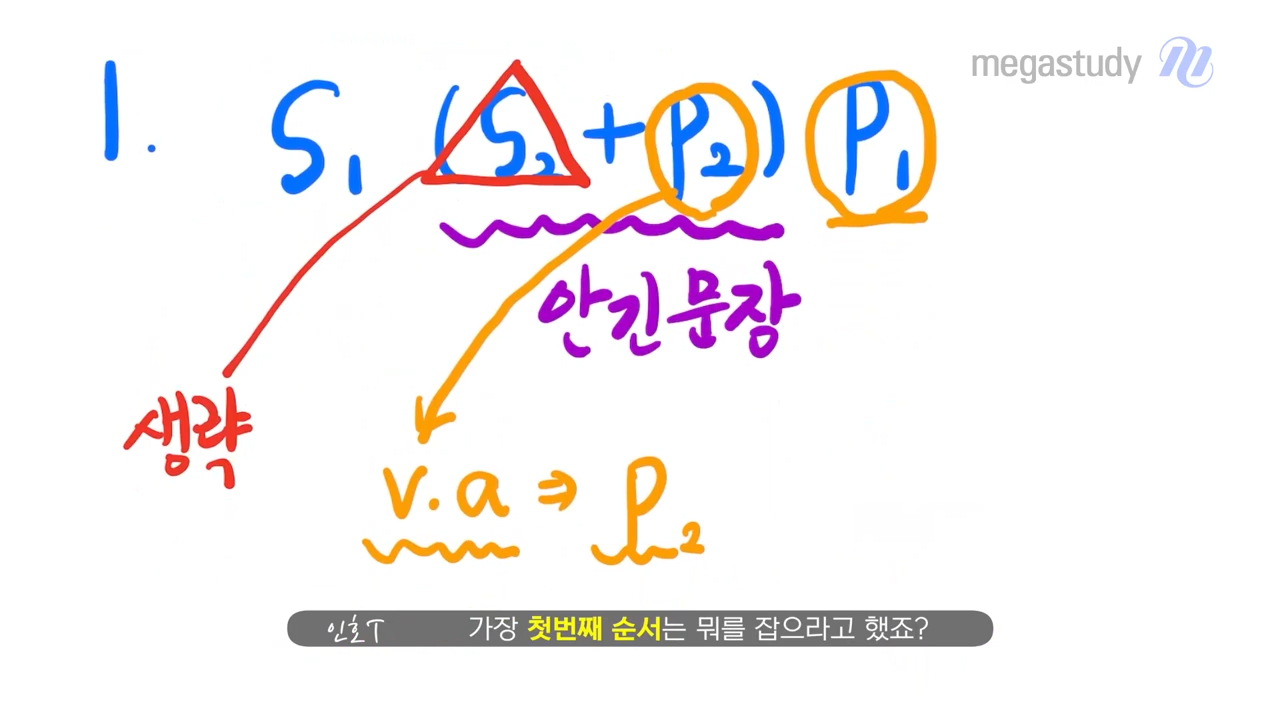 megastudy
1. S₁ (S₂ + P₂) P₁
안긴문장
생략
v.a ⇒ P₂
인호T 가장 첫번째 순서는 뭐를 잡으라고 했죠?